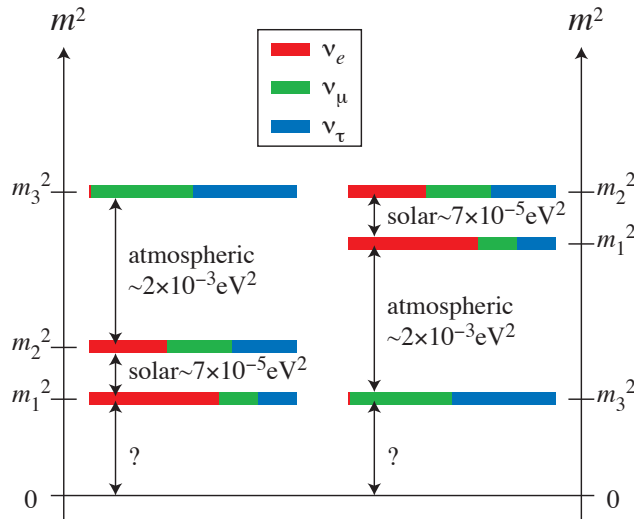 m²
m²
νe
νμ
ντ
m₃²
m₂²
solar~7×10⁻⁵eV²
m₁²
atmospheric
~2×10⁻³eV²
atmospheric
~2×10⁻³eV²
m₂²
solar~7×10⁻⁵eV²
m₁²
m₃²
?
?
0
0